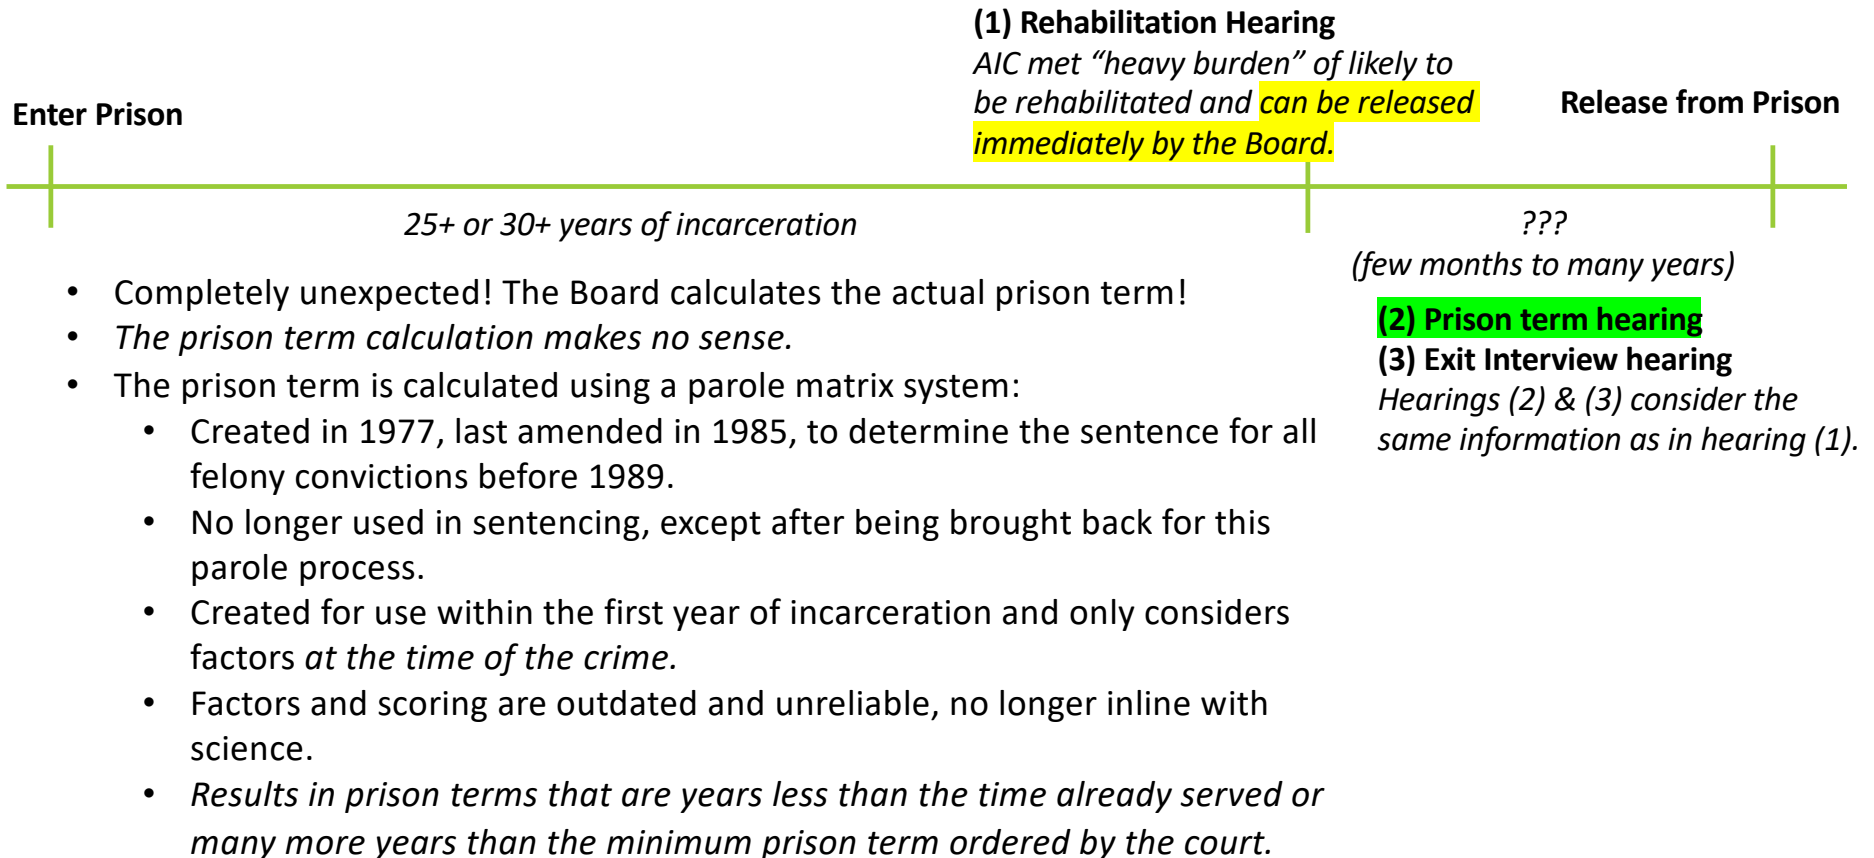 (1) Rehabilitation Hearing
AIC met “heavy burden” of likely to
be rehabilitated and can be released
immediately by the Board.
Enter Prison
Release from Prison
25+ or 30+ years of incarceration
???
(few months to many years)
• Completely unexpected! The Board calculates the actual prison term!
• The prison term calculation makes no sense.
• The prison term is calculated using a parole matrix system:
• Created in 1977, last amended in 1985, to determine the sentence for all
felony convictions before 1989.
• No longer used in sentencing, except after being brought back for this
parole process.
• Created for use within the first year of incarceration and only considers
factors at the time of the crime.
• Factors and scoring are outdated and unreliable, no longer inline with
science.
• Results in prison terms that are years less than the time already served or
many more years than the minimum prison term ordered by the court.
(2) Prison term hearing
(3) Exit Interview hearing
Hearings (2) & (3) consider the
same information as in hearing (1).